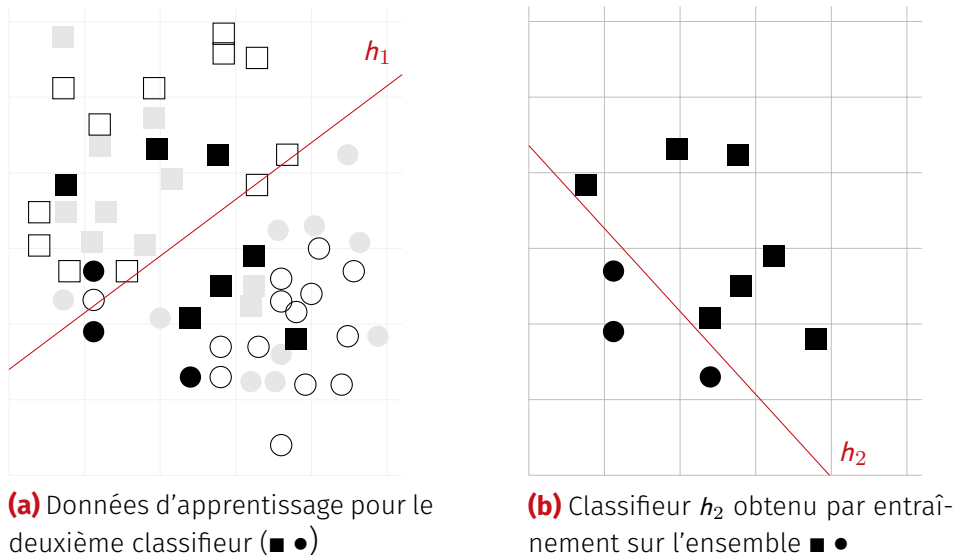 h₁
h₂
(a) Données d'apprentissage pour le
deuxième classifieur (■ ●)
(b) Classifieur h₂ obtenu par entraî-
nement sur l'ensemble ■ ●